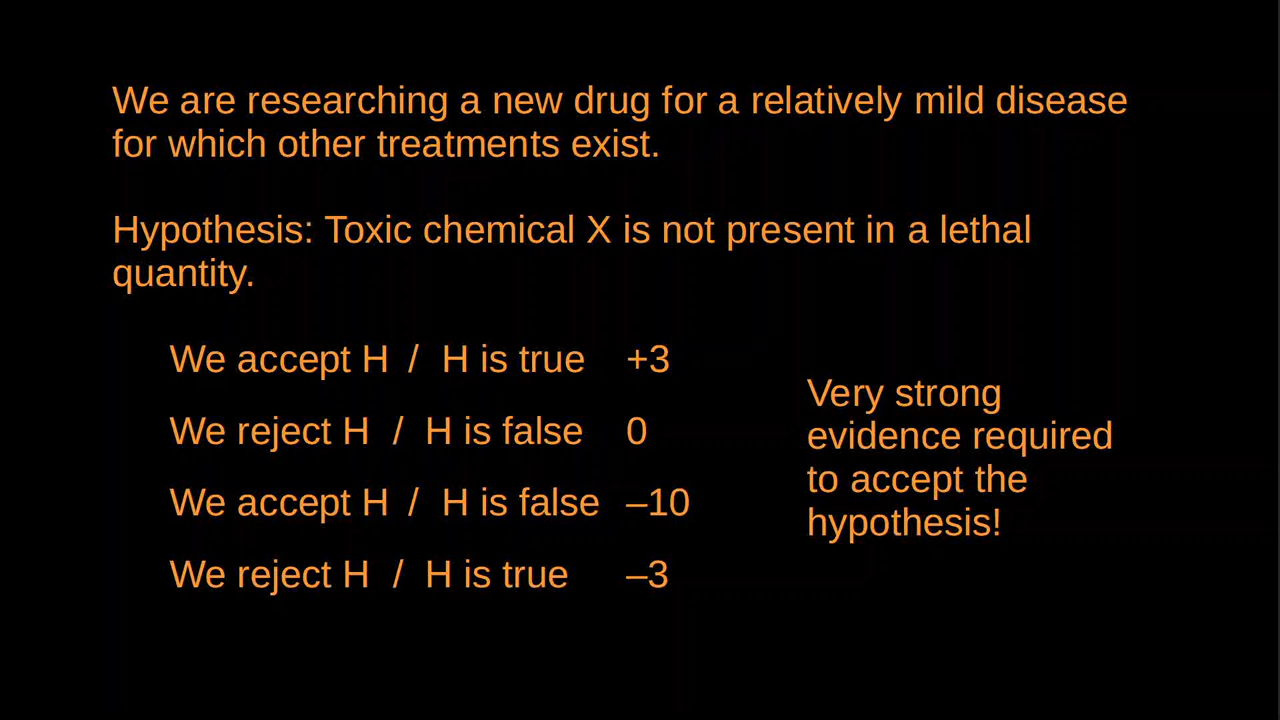 We are researching a new drug for a relatively mild disease
for which other treatments exist.
Hypothesis: Toxic chemical X is not present in a lethal
quantity.
We accept H / H is true +3
We reject H / H is false 0
We accept H / H is false –10
We reject H / H is true –3
Very strong
evidence required
to accept the
hypothesis!